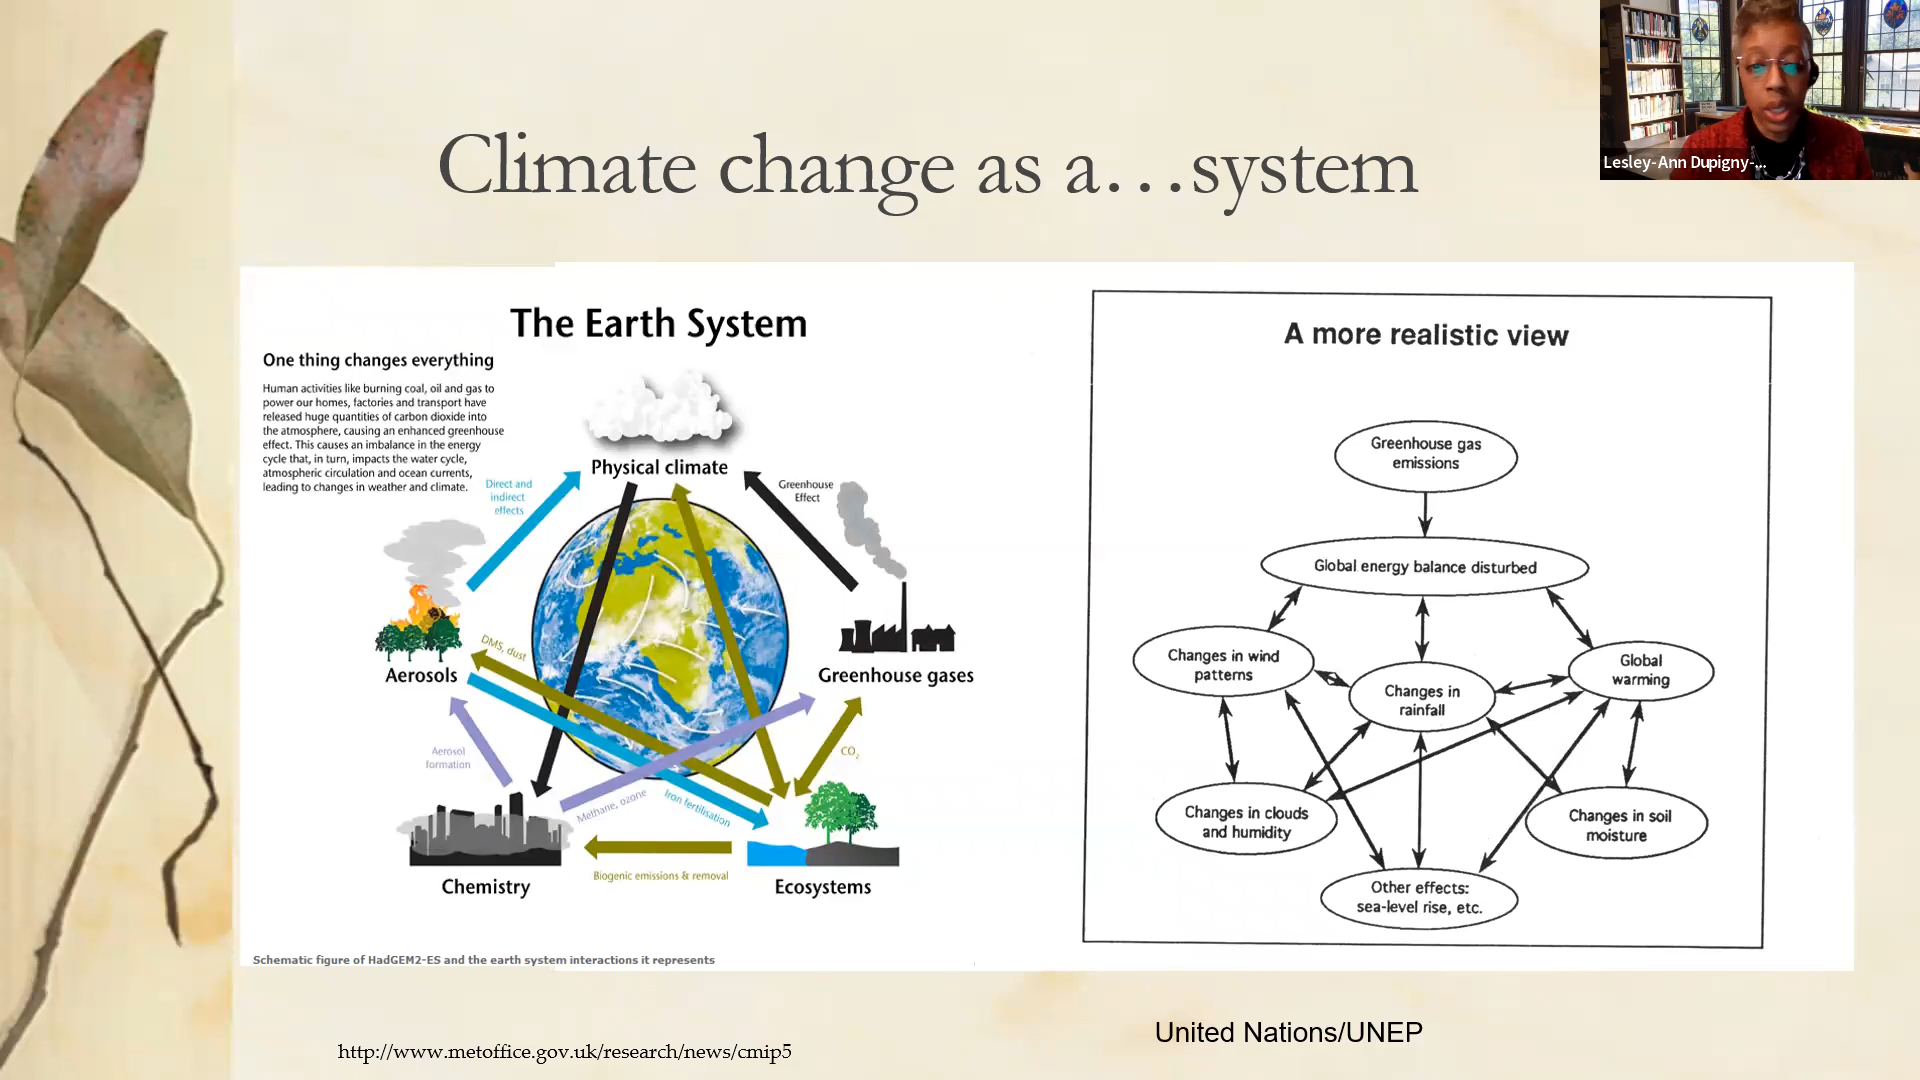 Climate change as a...system
Lesley-Ann Dupigny-...
The Earth System
One thing changes everything
Human activities like burning coal, oil and gas to
power our homes, factories and transport have
released huge quantities of carbon dioxide into
the atmosphere, causing an enhanced greenhouse
effect. This causes an imbalance in the energy
cycle that, in turn, impacts the water cycle,
atmospheric circulation and ocean currents,
leading to changes in weather and climate.
Physical climate
Direct and
indirect
effects
Greenhouse
Effect
DMS, dust
Aerosols
Greenhouse gases
Aerosol
formation
CO₂
Methane, ozone
Iron fertilisation
Biogenic emissions & removal
Chemistry
Ecosystems
Schematic figure of HadGEM2-ES and the earth system interactions it represents
A more realistic view
Greenhouse gas
emissions
Global energy balance disturbed
Changes in wind
patterns
Changes in
rainfall
Global
warming
Changes in clouds
and humidity
Changes in soil
moisture
Other effects:
sea-level rise, etc.
http://www.metoffice.gov.uk/research/news/cmip5
United Nations/UNEP